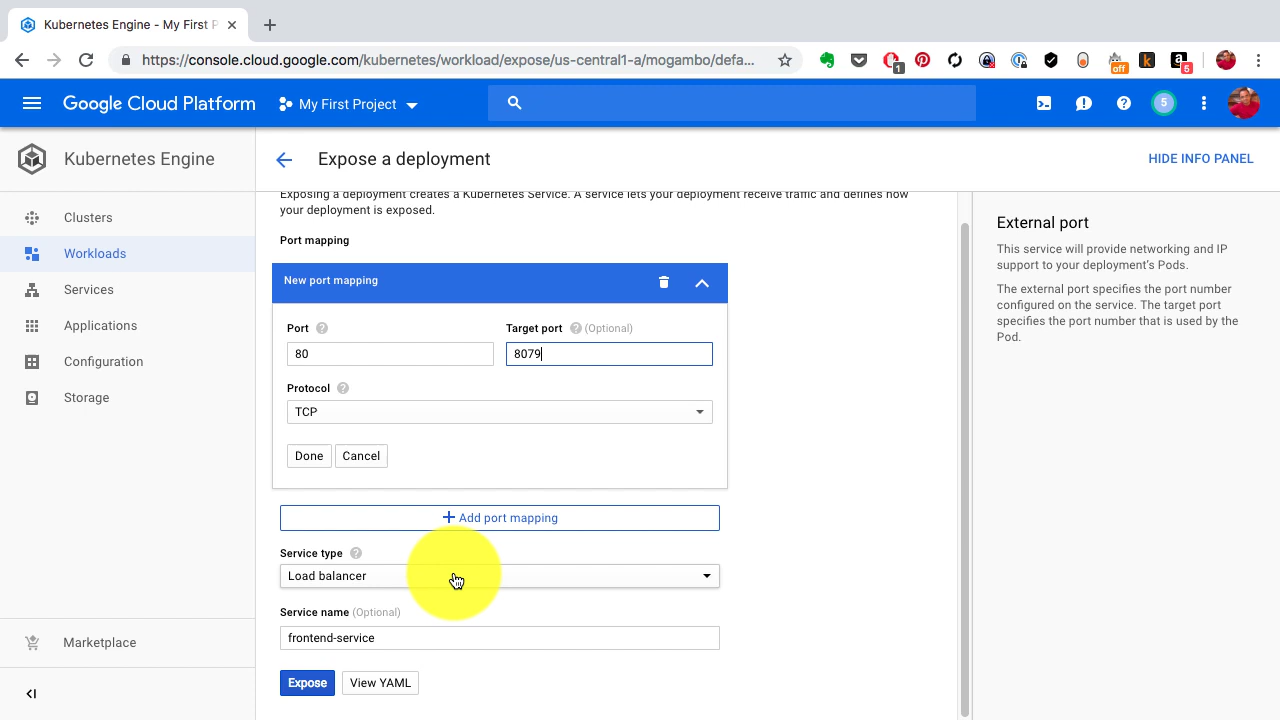 Kubernetes Engine - My First P
https://console.cloud.google.com/kubernetes/workload/expose/us-central1-a/mogambo/defa...
1
off
k
a
5
Google Cloud Platform
My First Project
5
Kubernetes Engine
Expose a deployment
HIDE INFO PANEL
Clusters
Workloads
Services
Applications
Configuration
Storage
Marketplace
Exposing a deployment creates a Kubernetes Service. A service lets your deployment receive traffic and defines how
your deployment is exposed.
Port mapping
New port mapping
Port
Target port (Optional)
80
8079
Protocol
TCP
Done Cancel
Add port mapping
Service type
Load balancer
Service name (Optional)
frontend-service
Expose View YAML
External port
This service will provide networking and IP
support to your deployment's Pods.
The external port specifies the port number
configured on the service. The target port
specifies the port number that is used by the
Pod.